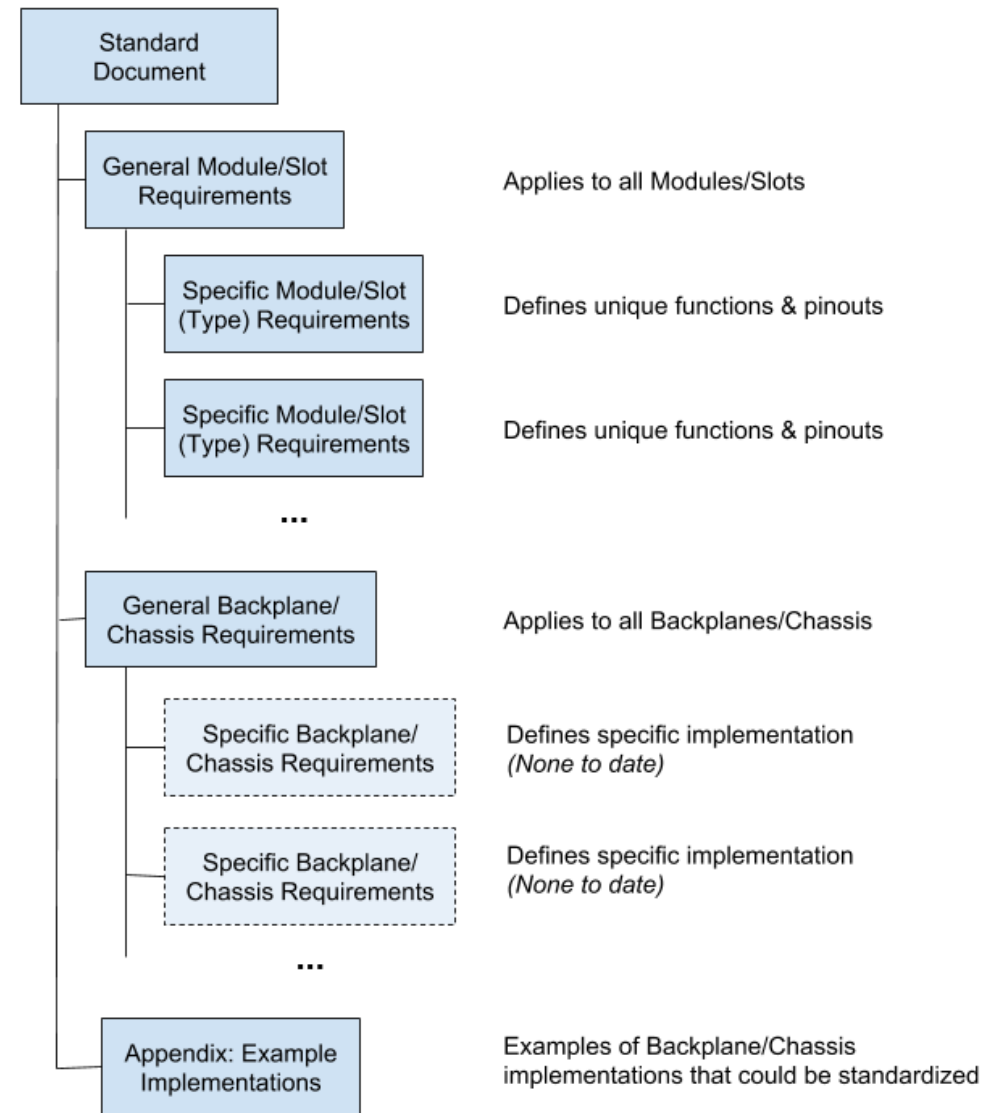 Standard
Document
General Module/Slot
Requirements
Applies to all Modules/Slots
Specific Module/Slot
(Type) Requirements
Defines unique functions & pinouts
Specific Module/Slot
(Type) Requirements
Defines unique functions & pinouts
...
General Backplane/
Chassis Requirements
Applies to all Backplanes/Chassis
Specific Backplane/
Chassis Requirements
Defines specific implementation
(None to date)
Specific Backplane/
Chassis Requirements
Defines specific implementation
(None to date)
...
Appendix: Example
Implementations
Examples of Backplane/Chassis
implementations that could be standardized